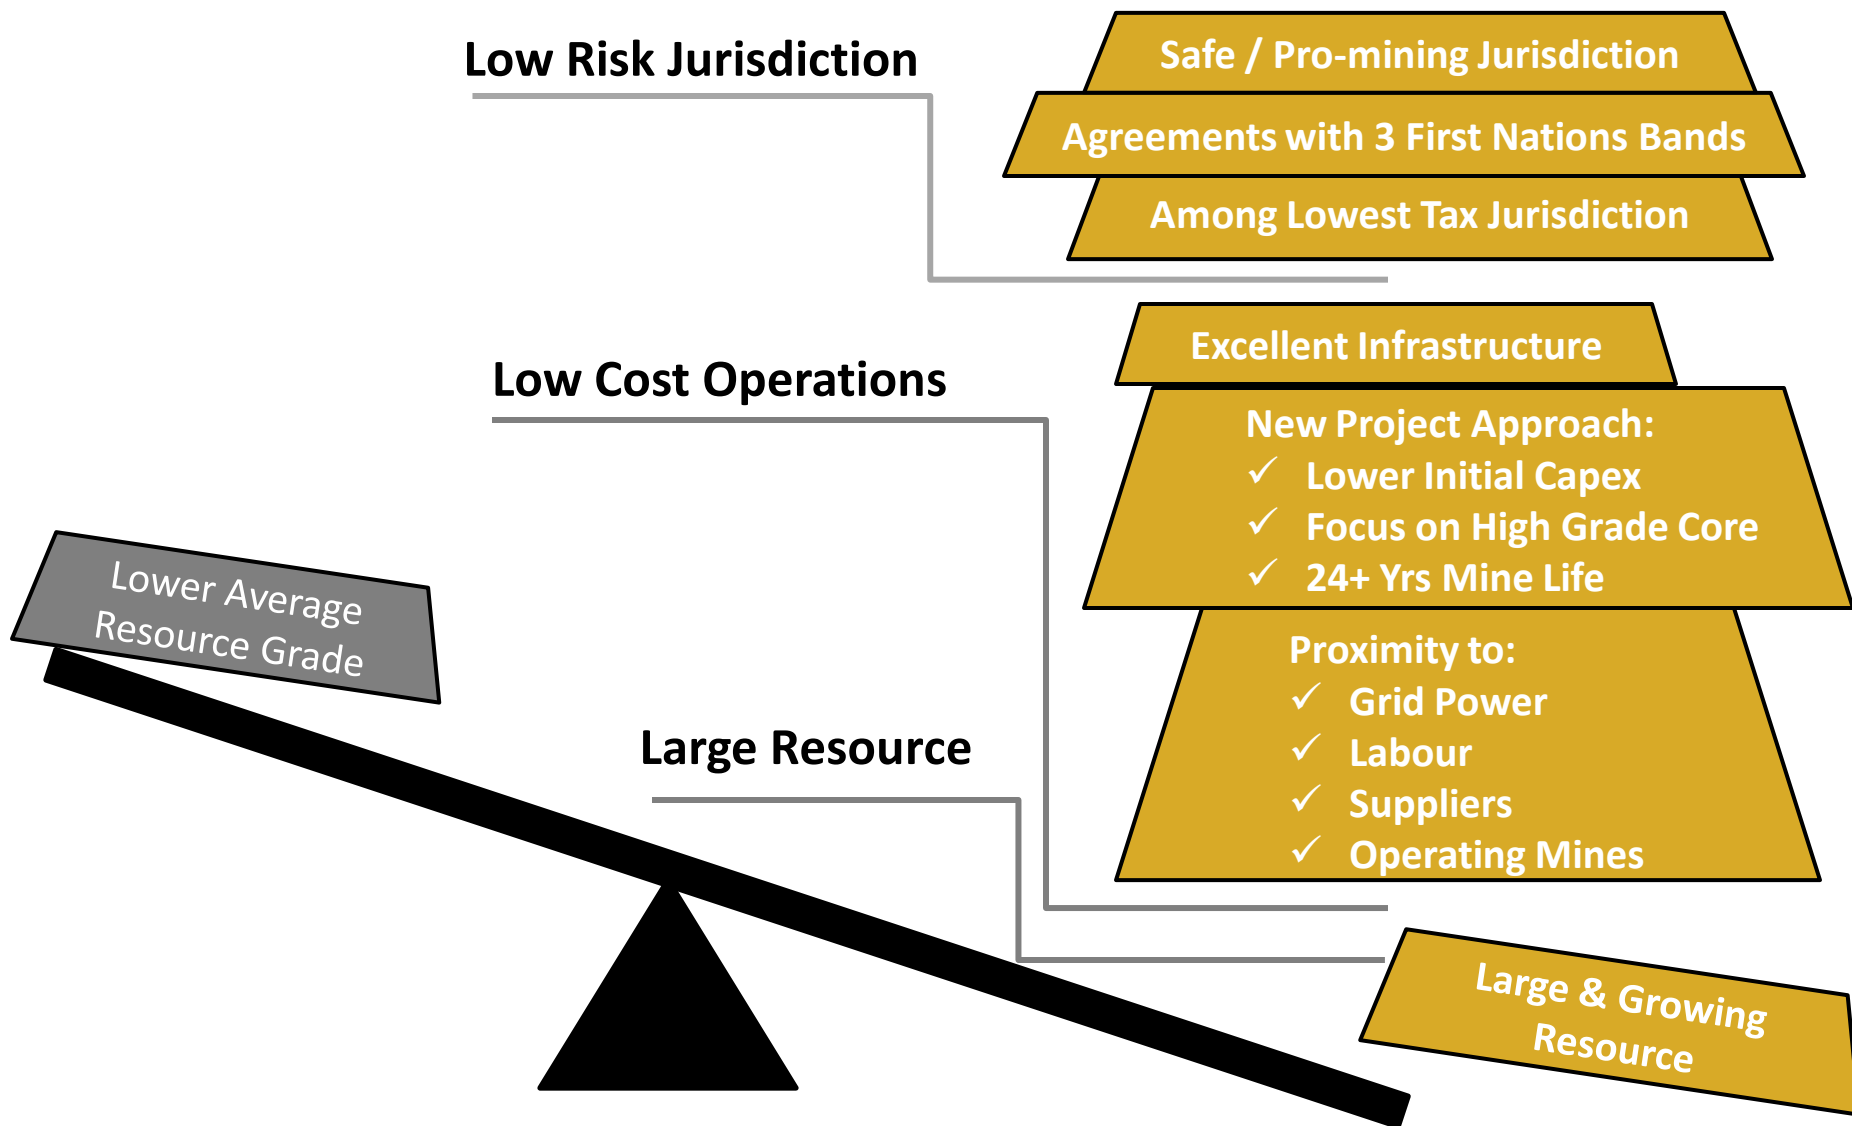 Low Risk Jurisdiction
Safe / Pro-mining Jurisdiction
Agreements with 3 First Nations Bands
Among Lowest Tax Jurisdiction
Low Cost Operations
Excellent Infrastructure
New Project Approach:
✓ Lower Initial Capex
✓ Focus on High Grade Core
✓ 24+ Yrs Mine Life
Proximity to:
✓ Grid Power
✓ Labour
✓ Suppliers
✓ Operating Mines
Lower Average
Resource Grade
Large Resource
Large & Growing
Resource